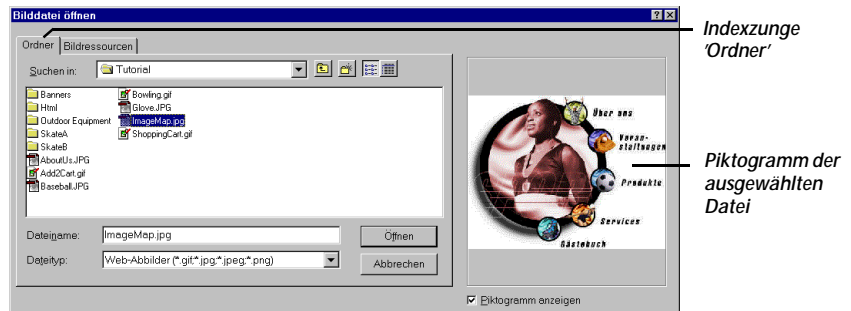 Bilddatei öffnen
Ordner
Bildressourcen
Suchen in:
Tutorial
Banners
Html
Outdoor Equipment
SkateA
SkateB
AboutUs.JPG
Add2Cart.gif
Baseball.JPG
Bowling.gif
Glove.JPG
ImageMap.jpg
ShoppingCart.gif
Dateiname:
ImageMap.jpg
Öffnen
Dateityp:
Web-Abbilder (*.gif;*.jpg;*.jpeg;*.png)
Abbrechen
Über uns
Veran-
staltungen
Produkte
Services
Gästebuch
Piktogramm anzeigen
Indexzunge
'Ordner'
Piktogramm der
ausgewählten
Datei